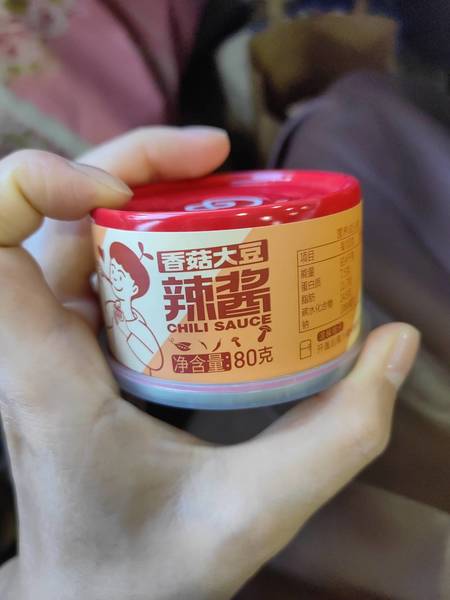 香菇大豆
辣酱
CHILI SAUCE
净含量:80克
项目
能量
蛋白质
脂肪
碳水化合物
钠